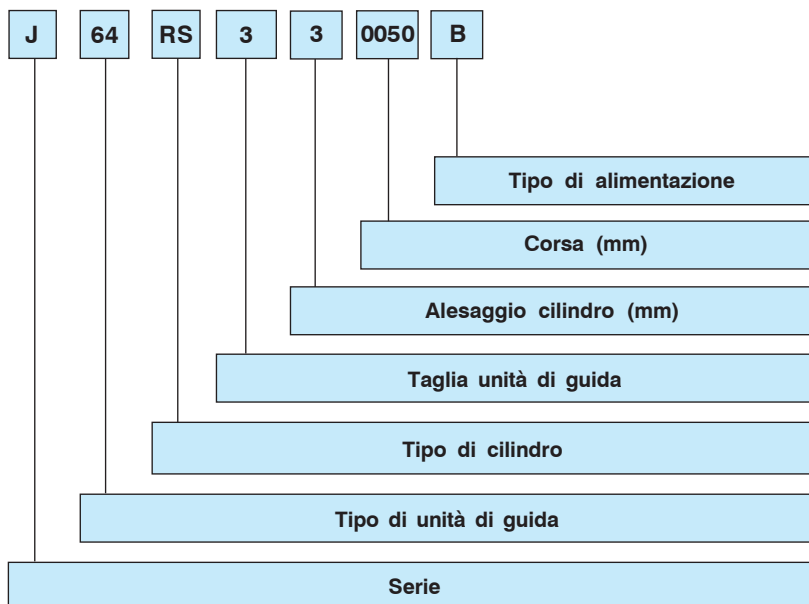 J 64 RS 3 3 0050 B
Tipo di alimentazione
Corsa (mm)
Alesaggio cilindro (mm)
Taglia unità di guida
Tipo di cilindro
Tipo di unità di guida
Serie